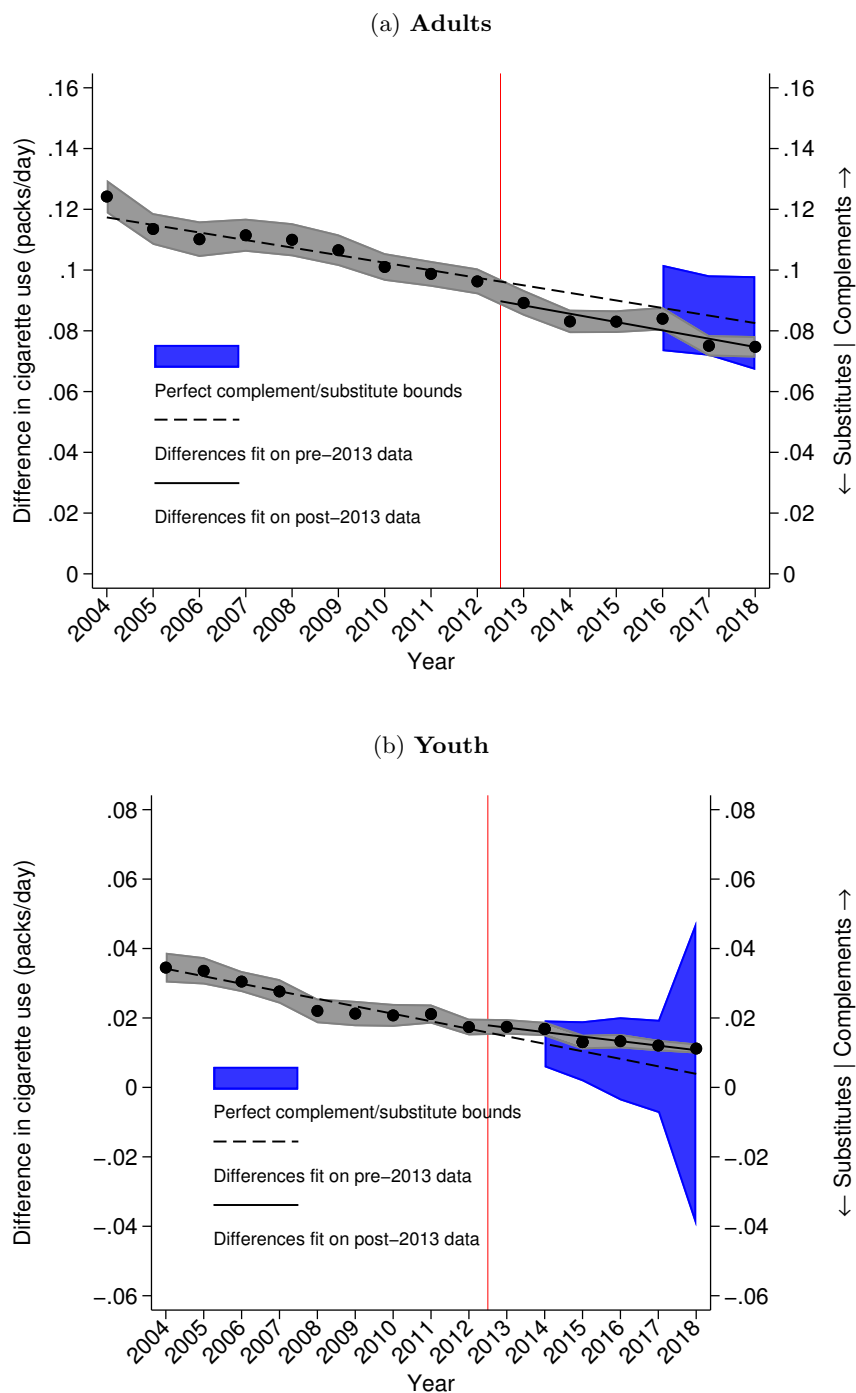 (a) Adults
Difference in cigarette use (packs/day)
.16
.14
.12
.1
.08
.06
.04
.02
0
Perfect complement/substitute bounds
Differences fit on pre−2013 data
Differences fit on post−2013 data
.16
.14
.12
.1
.08
.06
.04
.02
0
← Substitutes | Complements →
2004 2005 2006 2007 2008 2009 2010 2011 2012 2013 2014 2015 2016 2017 2018
Year
(b) Youth
Difference in cigarette use (packs/day)
.08
.06
.04
.02
0
−.02
−.04
−.06
Perfect complement/substitute bounds
Differences fit on pre−2013 data
Differences fit on post−2013 data
.08
.06
.04
.02
0
−.02
−.04
−.06
← Substitutes | Complements →
2004 2005 2006 2007 2008 2009 2010 2011 2012 2013 2014 2015 2016 2017 2018
Year